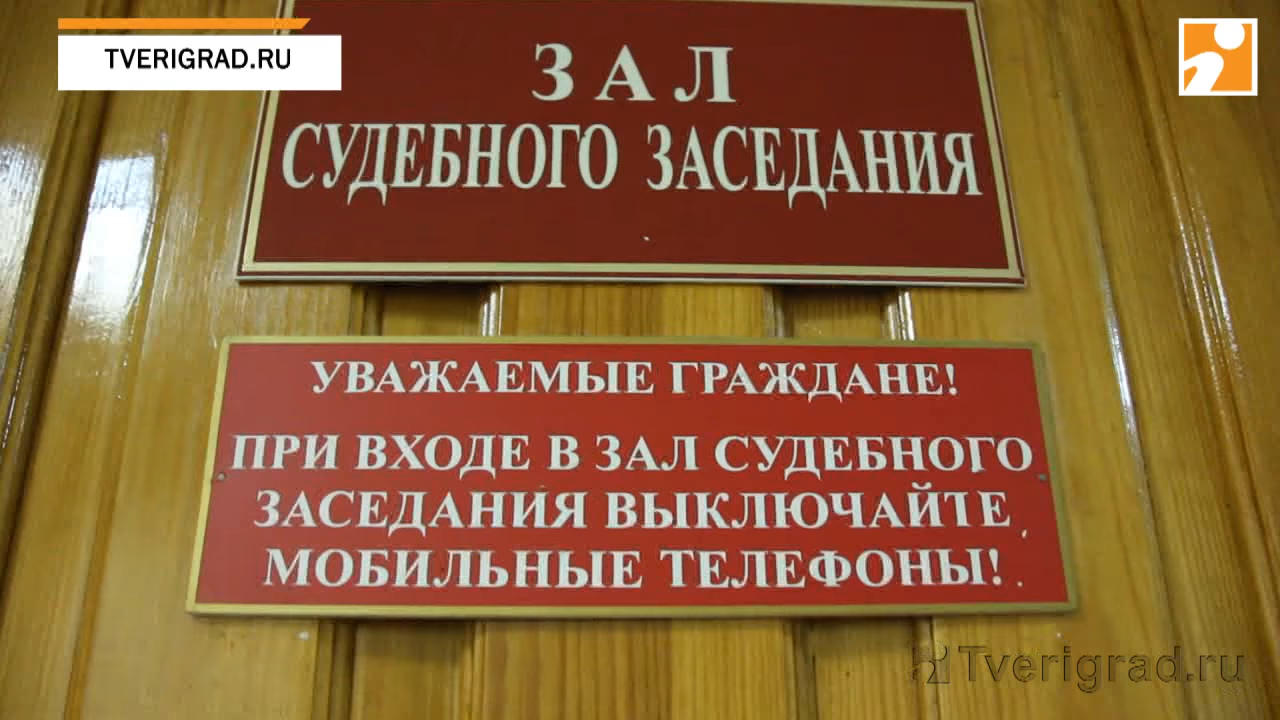 TVERIGRAD.RU
ЗАЛ
СУДЕБНОГО ЗАСЕДАНИЯ
УВАЖАЕМЫЕ ГРАЖДАНЕ!
ПРИ ВХОДЕ В ЗАЛ СУДЕБНОГО
ЗАСЕДАНИЯ ВЫКЛЮЧАЙТЕ
МОБИЛЬНЫЕ ТЕЛЕФОНЫ!
Tverigrad.ru